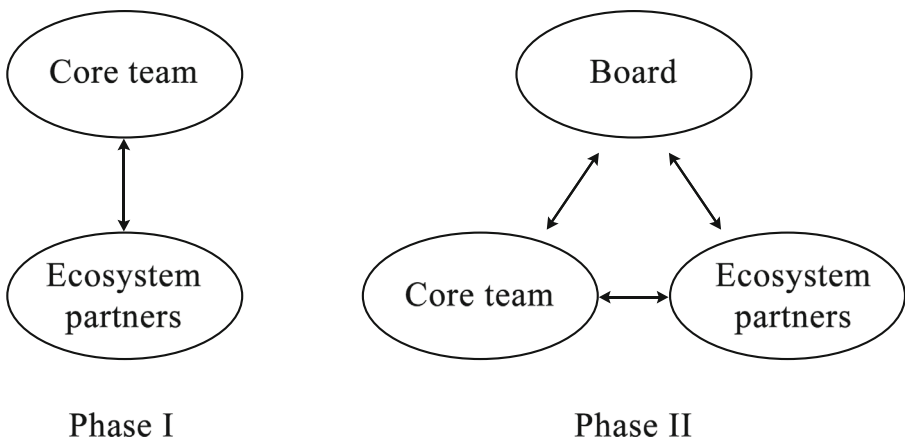 Core team
Ecosystem
partners
Phase I
Board
Core team
Ecosystem
partners
Phase II